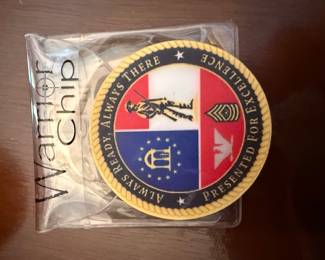 Warrior
Chip
ALWAYS READY, ALWAYS THERE
PRESENTED FOR EXCELLENCE